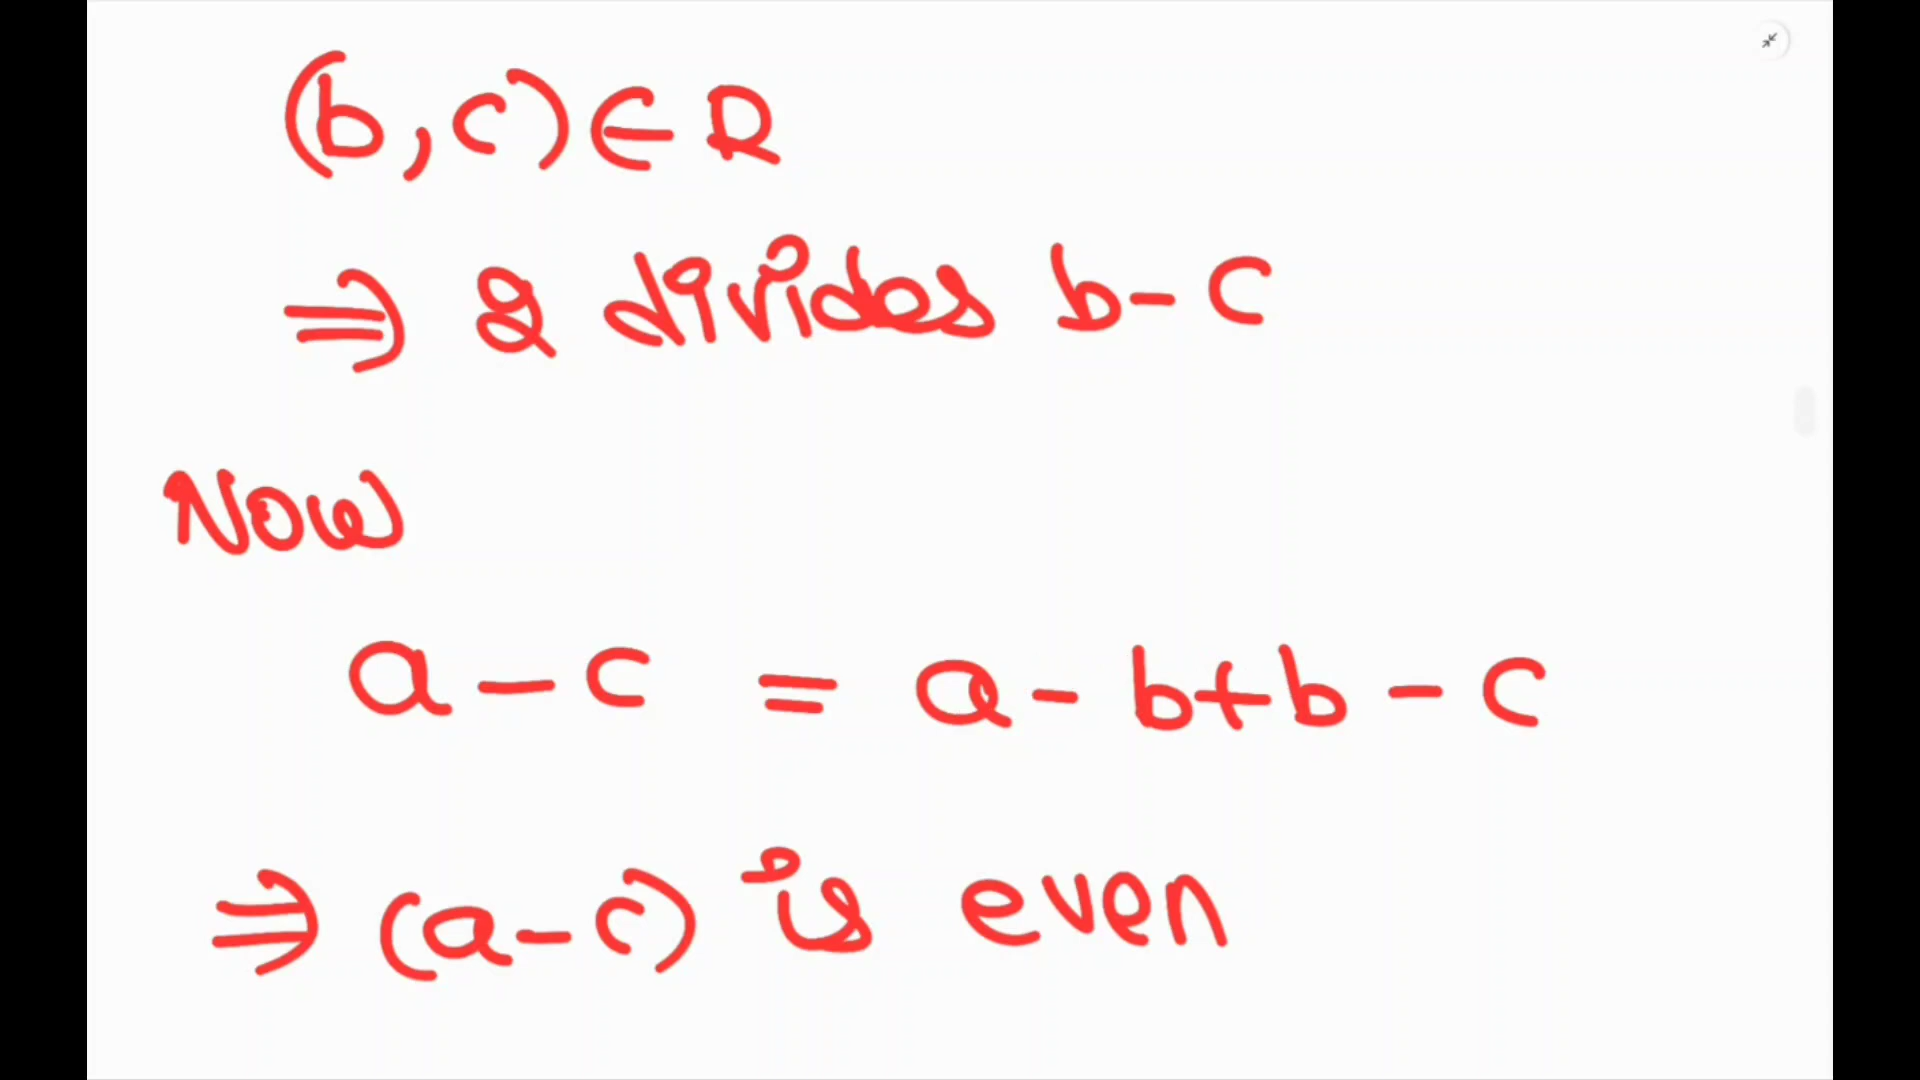 (b,c) ∈ R
⇒ 2 divides b - c
Now
a - c = a - b + b - c
⇒ (a - c) is even